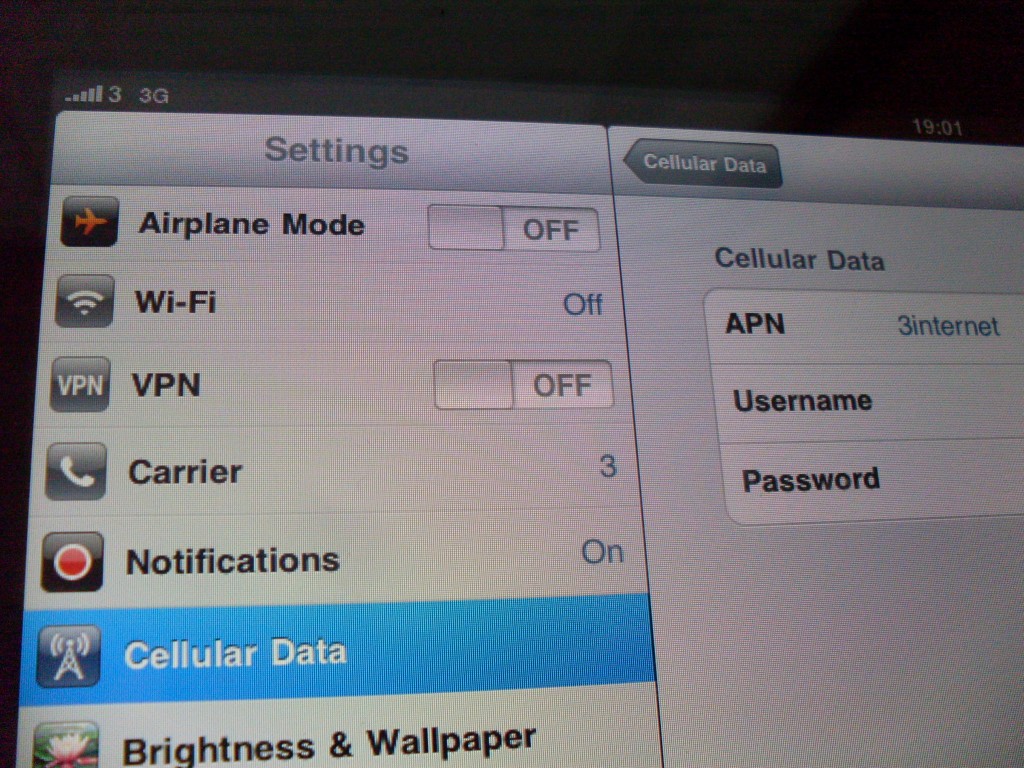 3 3G
19:01
Settings
Cellular Data
Airplane Mode OFF
Wi-Fi Off
VPN VPN OFF
Carrier 3
Notifications On
Cellular Data
Brightness & Wallpaper
Cellular Data
APN 3internet
Username
Password